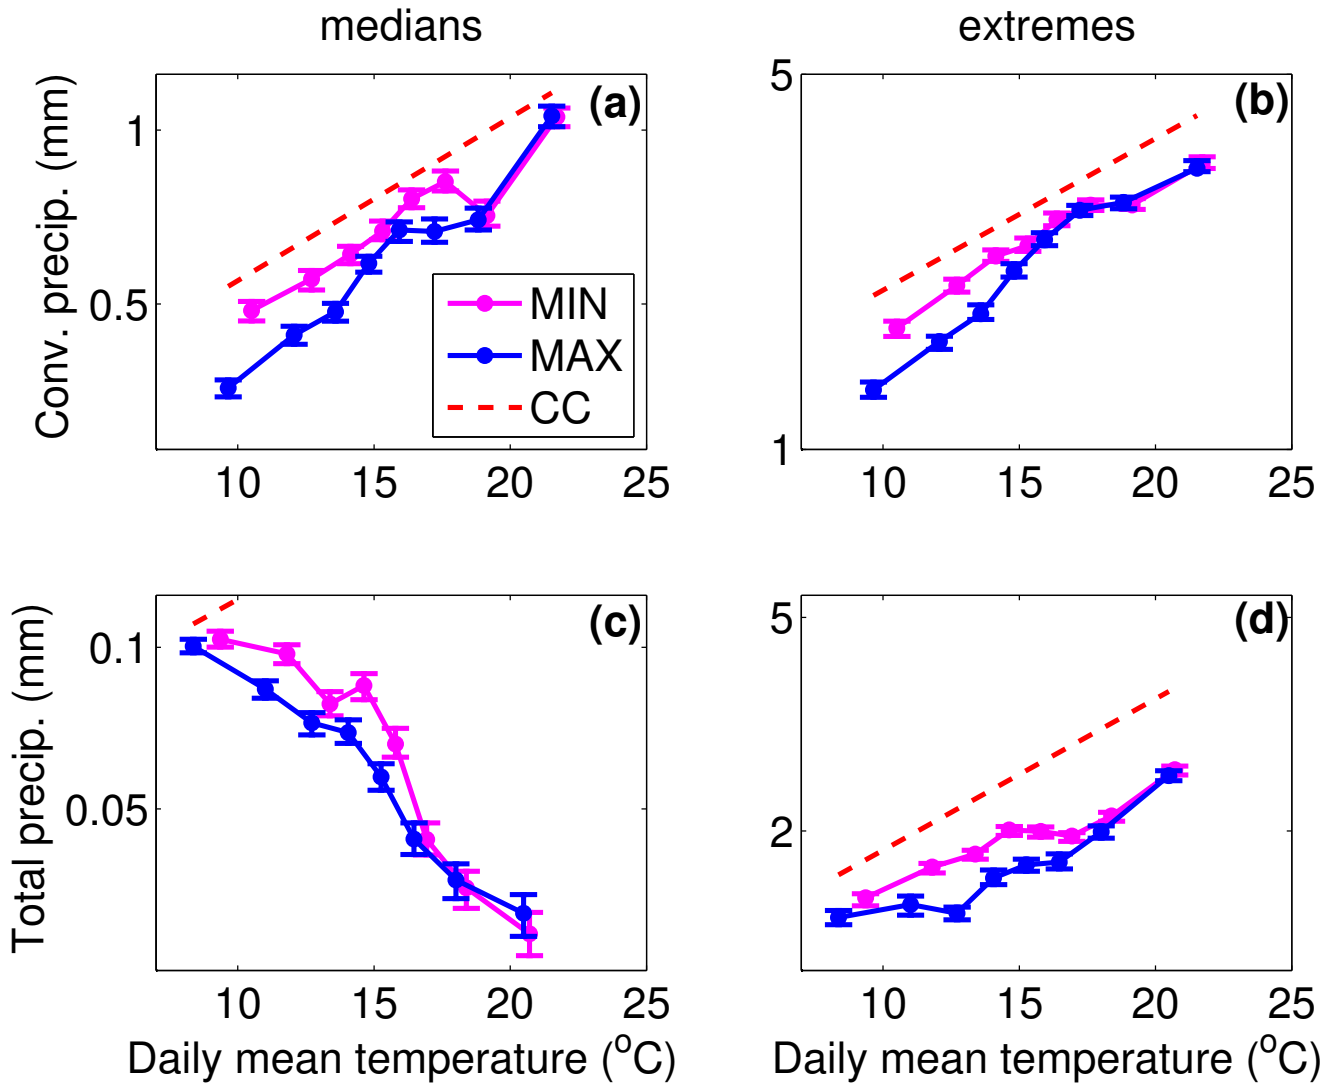 medians
extremes
Conv. precip. (mm)
1
0.5
(a)
MIN
MAX
CC
10 15 20 25
5
1
(b)
10 15 20 25
Total precip. (mm)
0.1
0.05
(c)
10 15 20 25
Daily mean temperature (°C)
5
2
(d)
10 15 20 25
Daily mean temperature (°C)